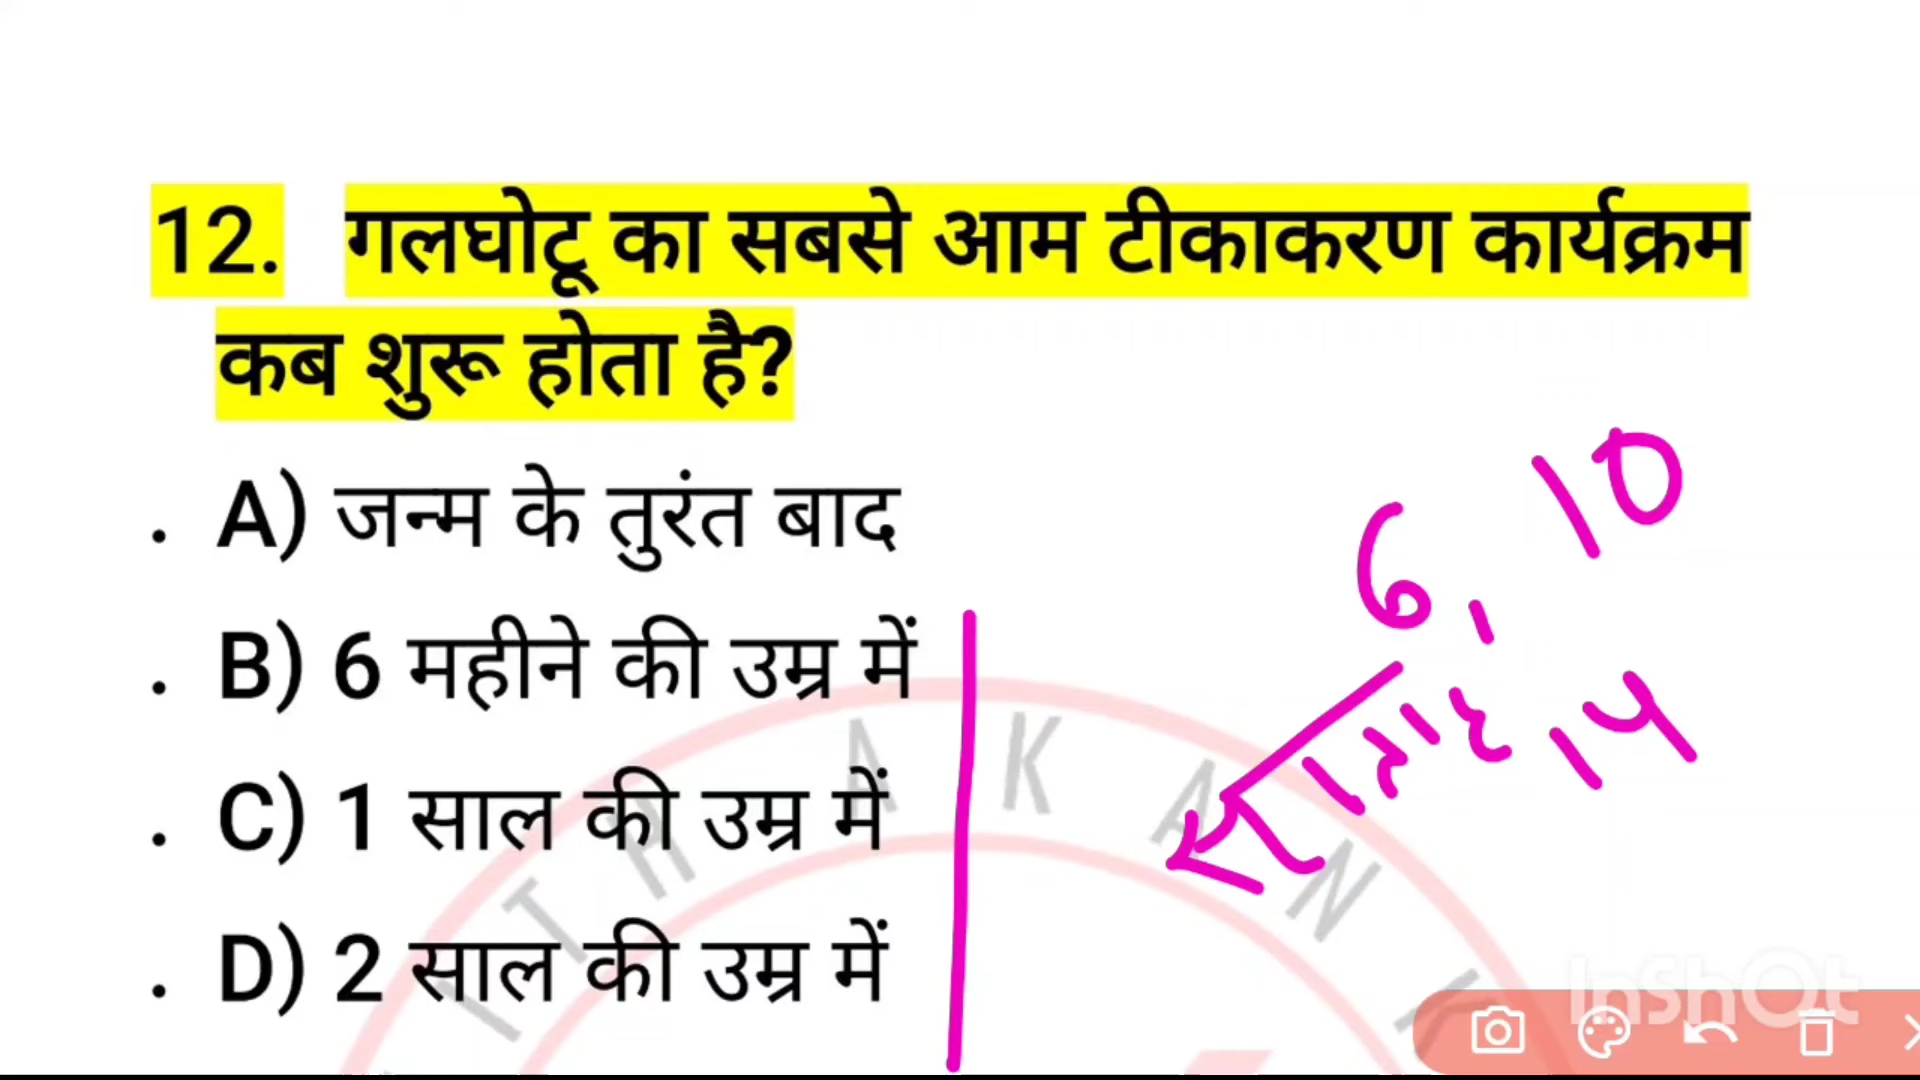 12. गलघोटू का सबसे आम टीकाकरण कार्यक्रम
कब शुरू होता है?
. A) जन्म के तुरंत बाद
. B) 6 महीने की उम्र में
. C) 1 साल की उम्र में
. D) 2 साल की उम्र में
6, 10
14
I T H A K A N I
InShOt